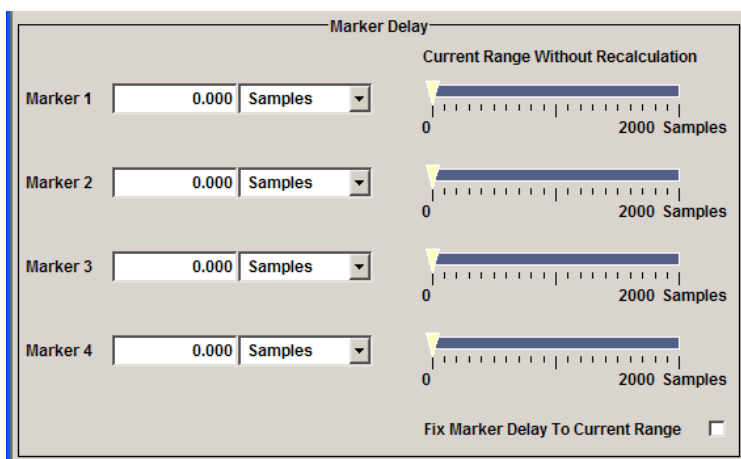 Marker Delay
Current Range Without Recalculation
Marker 1 0.000 Samples
0 2000 Samples
Marker 2 0.000 Samples
0 2000 Samples
Marker 3 0.000 Samples
0 2000 Samples
Marker 4 0.000 Samples
0 2000 Samples
Fix Marker Delay To Current Range